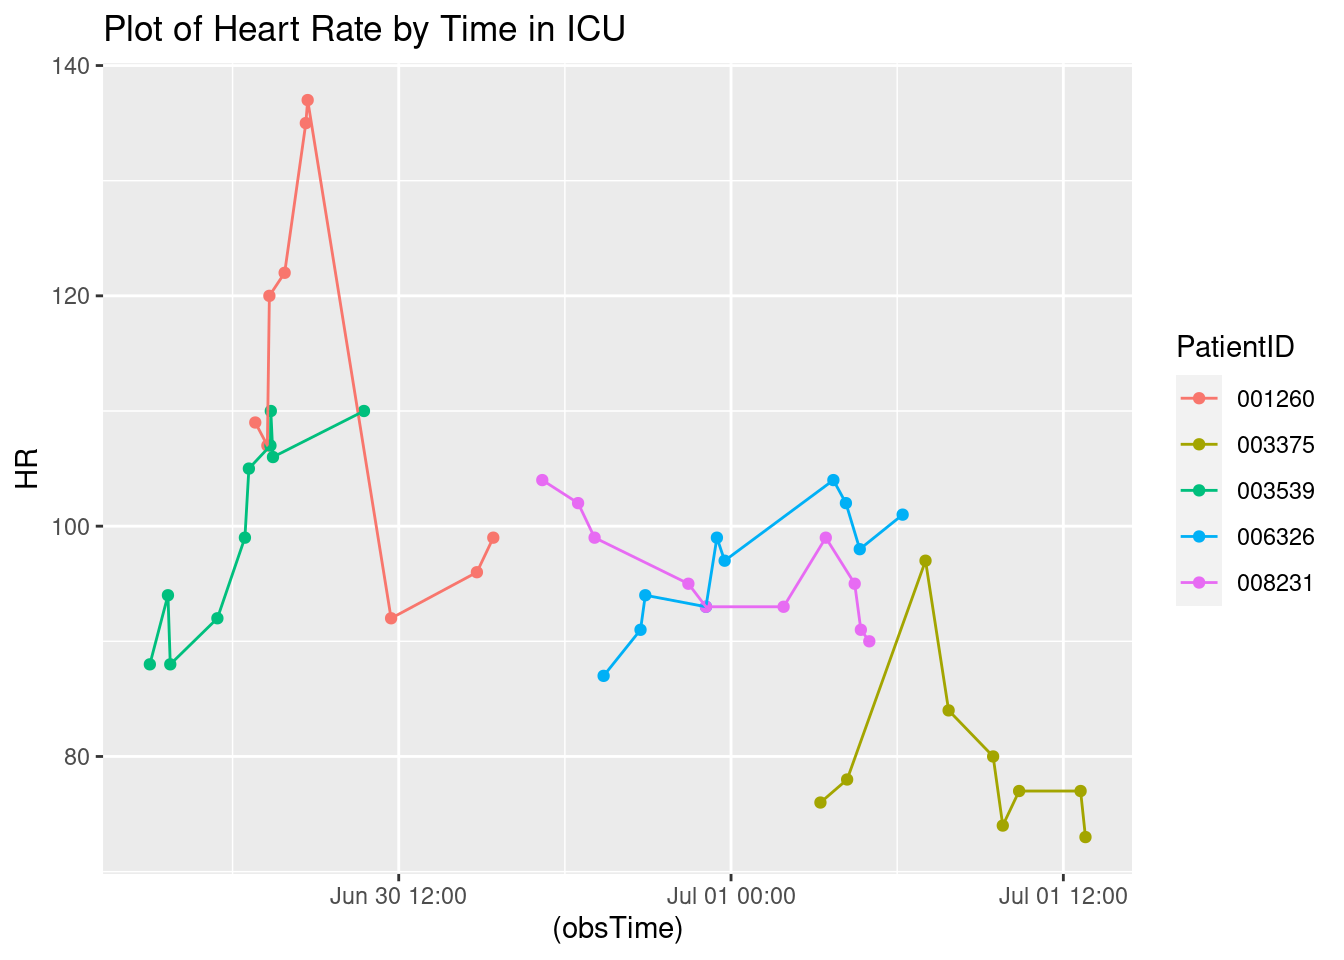 Plot of Heart Rate by Time in ICU
140
120
100
80
HR
Jun 30 12:00
Jul 01 00:00
Jul 01 12:00
(obsTime)
PatientID
001260
003375
003539
006326
008231